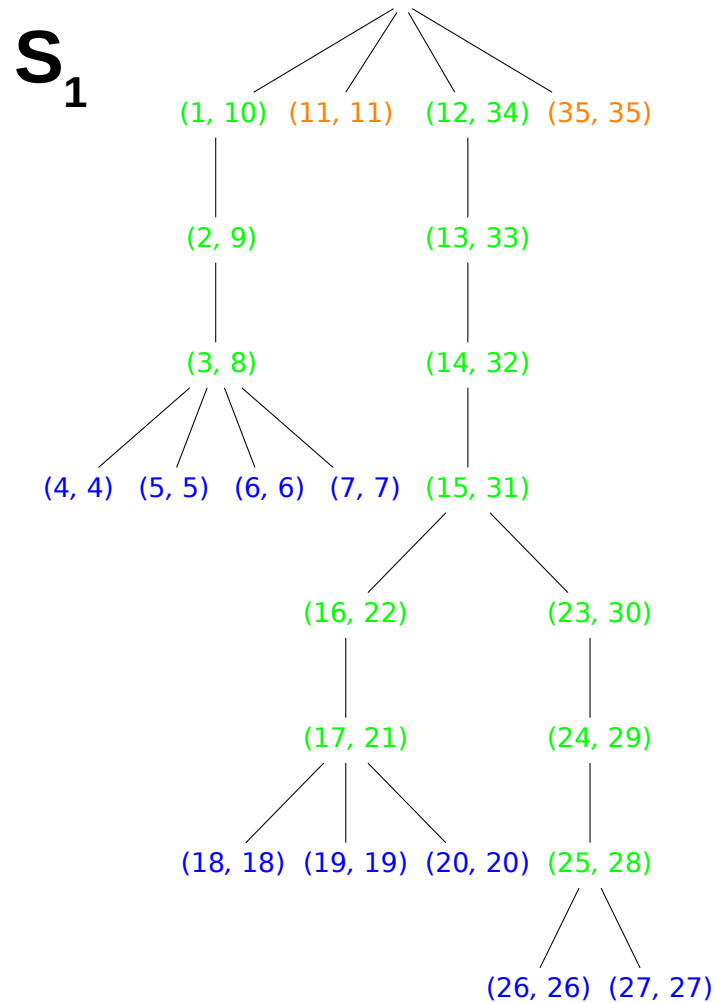 S1
(1, 10) (11, 11) (12, 34) (35, 35)
(2, 9) (13, 33)
(3, 8) (14, 32)
(4, 4) (5, 5) (6, 6) (7, 7) (15, 31)
(16, 22) (23, 30)
(17, 21) (24, 29)
(18, 18) (19, 19) (20, 20) (25, 28)
(26, 26) (27, 27)